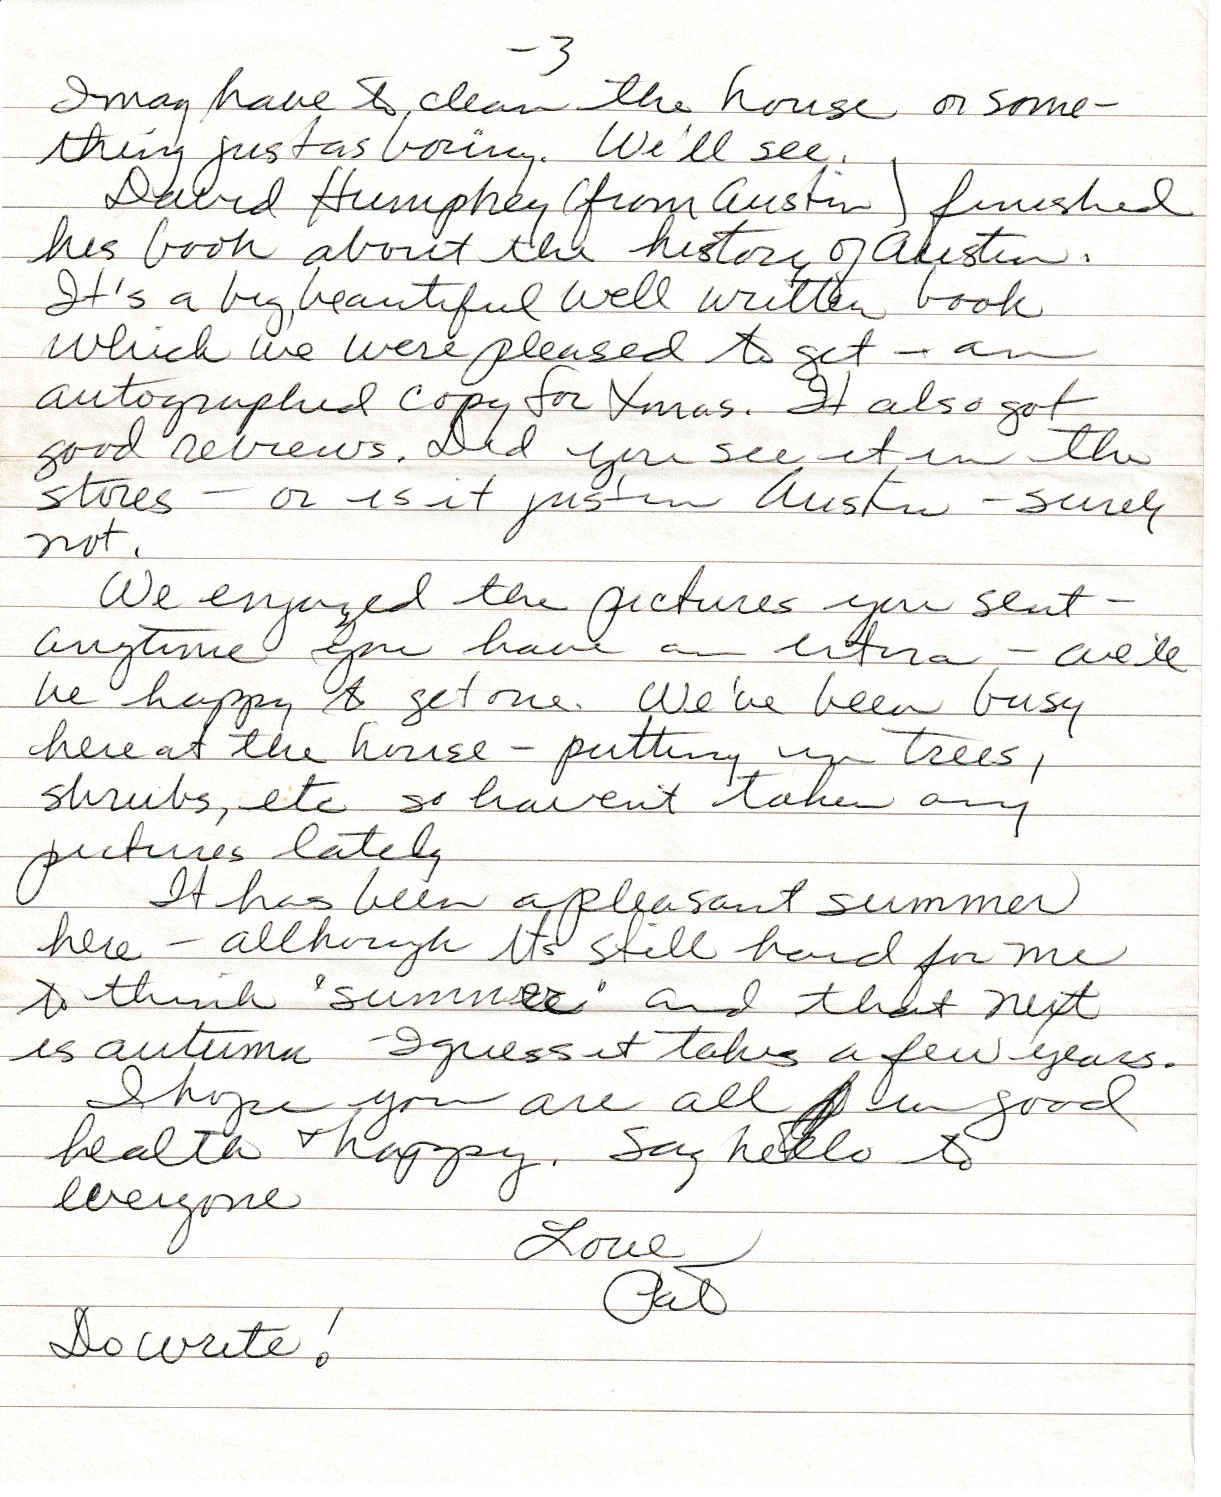 -3
I may have to clean the house or some-
thing just as boring. We'll see.
David Humphrey (from Austin) finished
his book about the history of Austin.
It's a big, beautiful well written book
which we were pleased to get - an
autographed copy for Xmas. It also got
good reviews. Did you see it in the
stores - or is it just in Austin - surely
not.
We enjoyed the pictures you sent -
anytime you have an extra - we'll
be happy to get one. We've been busy
here at the house - putting in trees,
shrubs, etc so haven't taken any
pictures lately
It has been a pleasant summer
here - although its still hard for me
to think "summer" and that next
is autumn - I guess it takes a few years.
I hope you are all in good
health & happy. Say hello to
everyone
Love
Pat
Do write!